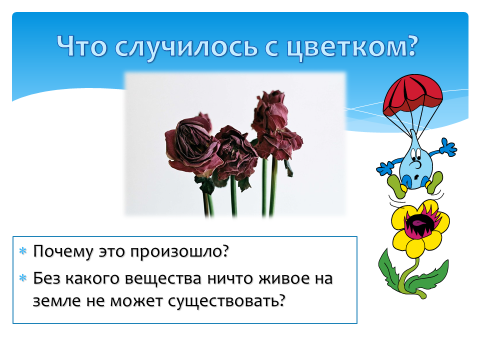 Что случилось с цветком?
Почему это произошло?
Без какого вещества ничто живое на
земле не может существовать?